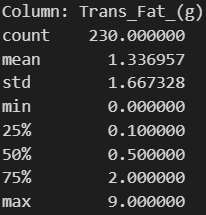 Column: Trans_Fat_(g)
count    230.000000
mean       1.336957
std        1.667328
min        0.000000
25%        0.100000
50%        0.500000
75%        2.000000
max        9.000000